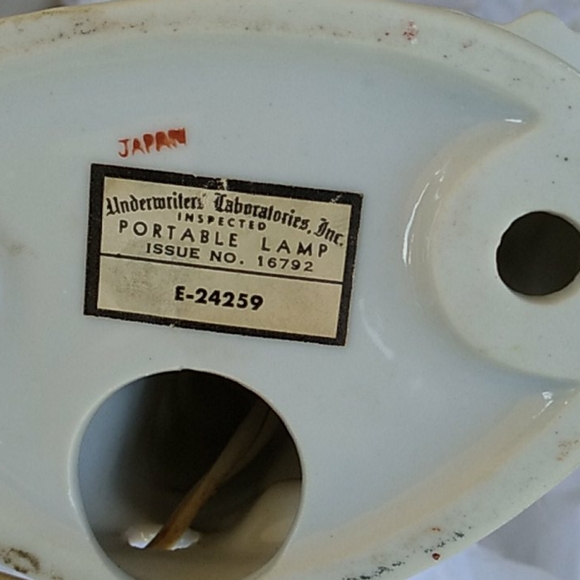 JAPAN
Underwriters' Laboratories, Inc.
INSPECTED
PORTABLE LAMP
ISSUE NO. 16792
E-24259